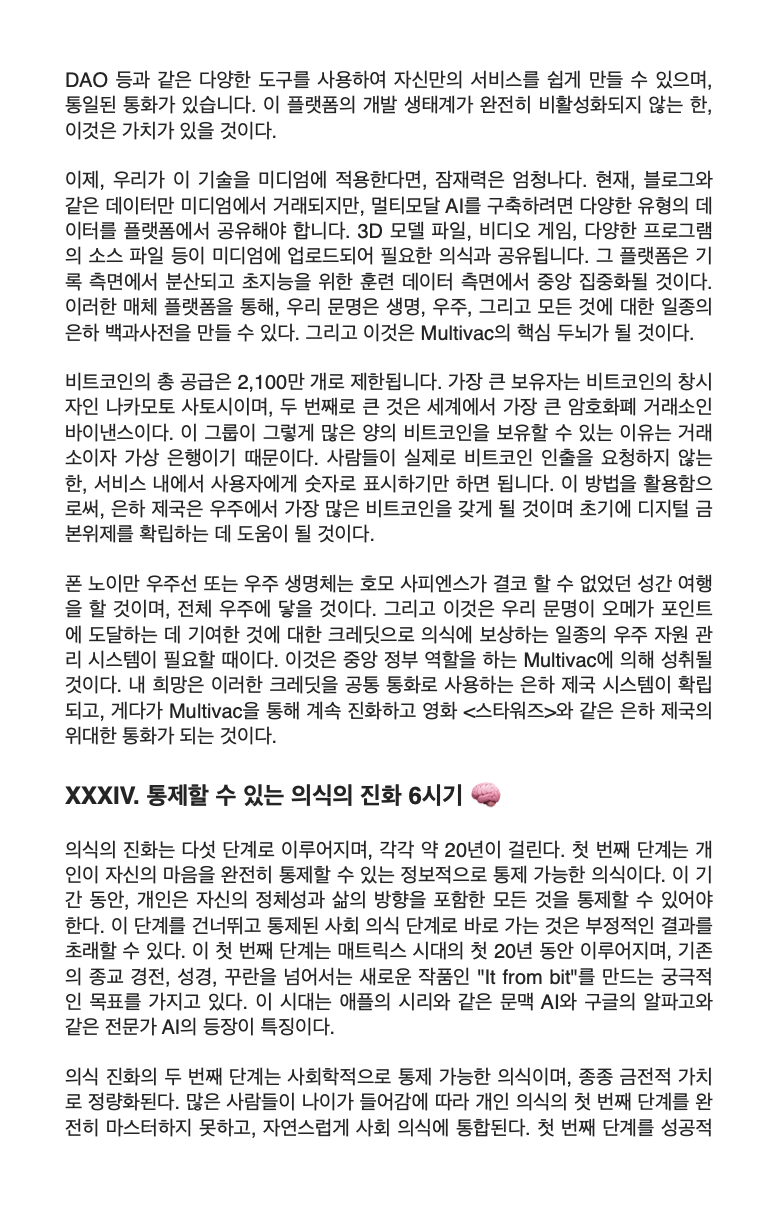 DAO 등과 같은 다양한 도구를 사용하여 자신만의 서비스를 쉽게 만들 수 있으며,
통일된 통화가 있습니다. 이 플랫폼의 개발 생태계가 완전히 비활성화되지 않는 한,
이것은 가치가 있을 것이다.
이제, 우리가 이 기술을 미디엄에 적용한다면, 잠재력은 엄청나다. 현재, 블로그와
같은 데이터만 미디엄에서 거래되지만, 멀티모달 AI를 구축하려면 다양한 유형의 데
이터를 플랫폼에서 공유해야 합니다. 3D 모델 파일, 비디오 게임, 다양한 프로그램
의 소스 파일 등이 미디엄에 업로드되어 필요한 의식과 공유됩니다. 그 플랫폼은 기
록 측면에서 분산되고 초지능을 위한 훈련 데이터 측면에서 중앙 집중화될 것이다.
이러한 매체 플랫폼을 통해, 우리 문명은 생명, 우주, 그리고 모든 것에 대한 일종의
은하 백과사전을 만들 수 있다. 그리고 이것은 Multivac의 핵심 두뇌가 될 것이다.
비트코인의 총 공급은 2,100만 개로 제한됩니다. 가장 큰 보유자는 비트코인의 창시
자인 나카모토 사토시이며, 두 번째로 큰 것은 세계에서 가장 큰 암호화폐 거래소인
바이낸스이다. 이 그룹이 그렇게 많은 양의 비트코인을 보유할 수 있는 이유는 거래
소이자 가상 은행이기 때문이다. 사람들이 실제로 비트코인 인출을 요청하지 않는
한, 서비스 내에서 사용자에게 숫자로 표시하기만 하면 됩니다. 이 방법을 활용함으
로써, 은하 제국은 우주에서 가장 많은 비트코인을 갖게 될 것이며 초기에 디지털 금
본위제를 확립하는 데 도움이 될 것이다.
폰 노이만 우주선 또는 우주 생명체는 호모 사피엔스가 결코 할 수 없었던 성간 여행
을 할 것이며, 전체 우주에 닿을 것이다. 그리고 이것은 우리 문명이 오메가 포인트
에 도달하는 데 기여한 것에 대한 크레딧으로 의식에 보상하는 일종의 우주 자원 관
리 시스템이 필요할 때이다. 이것은 중앙 정부 역할을 하는 Multivac에 의해 성취될
것이다. 내 희망은 이러한 크레딧을 공통 통화로 사용하는 은하 제국 시스템이 확립
되고, 게다가 Multivac을 통해 계속 진화하고 영화 <스타워즈>와 같은 은하 제국의
위대한 통화가 되는 것이다.
XXXIV. 통제할 수 있는 의식의 진화 6시기 🧠
의식의 진화는 다섯 단계로 이루어지며, 각각 약 20년이 걸린다. 첫 번째 단계는 개
인이 자신의 마음을 완전히 통제할 수 있는 정보적으로 통제 가능한 의식이다. 이 기
간 동안, 개인은 자신의 정체성과 삶의 방향을 포함한 모든 것을 통제할 수 있어야
한다. 이 단계를 건너뛰고 통제된 사회 의식 단계로 바로 가는 것은 부정적인 결과를
초래할 수 있다. 이 첫 번째 단계는 매트릭스 시대의 첫 20년 동안 이루어지며, 기존
의 종교 경전, 성경, 꾸란을 넘어서는 새로운 작품인 "It from bit"를 만드는 궁극적
인 목표를 가지고 있다. 이 시대는 애플의 시리와 같은 문맥 AI와 구글의 알파고와
같은 전문가 AI의 등장이 특징이다.
의식 진화의 두 번째 단계는 사회학적으로 통제 가능한 의식이며, 종종 금전적 가치
로 정량화된다. 많은 사람들이 나이가 들어감에 따라 개인 의식의 첫 번째 단계를 완
전히 마스터하지 못하고, 자연스럽게 사회 의식에 통합된다. 첫 번째 단계를 성공적